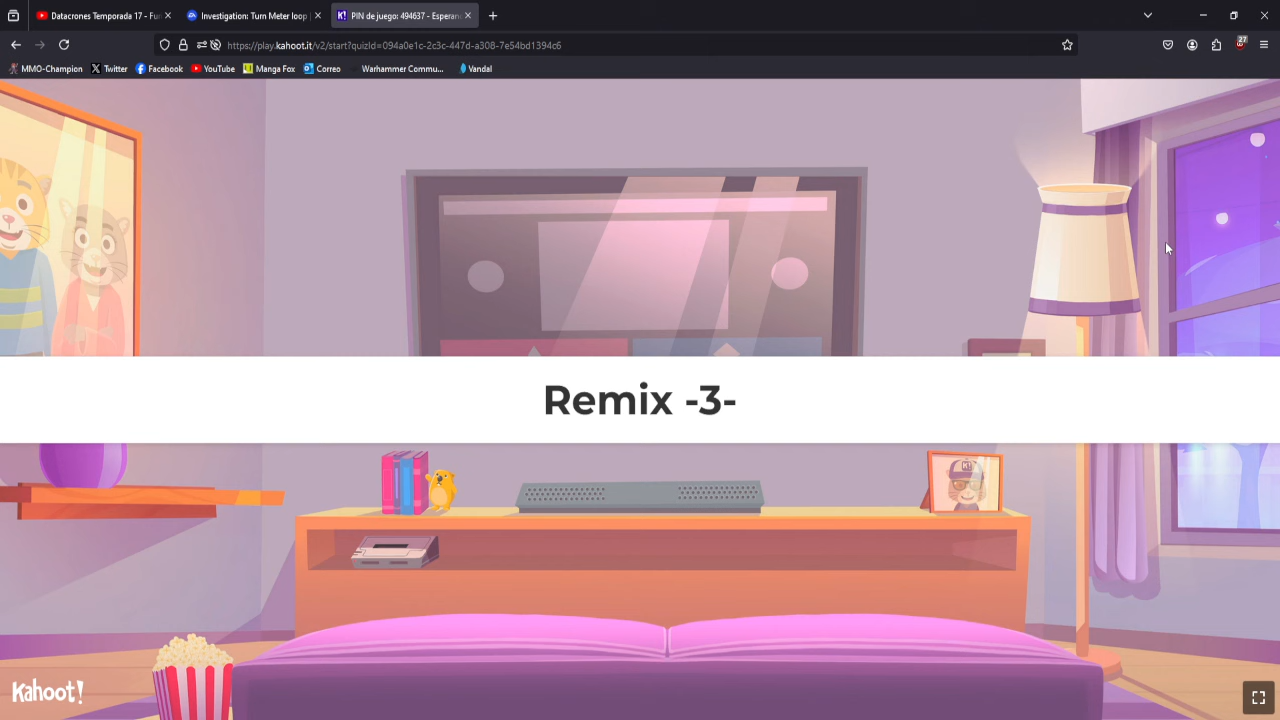 Datacrones Temporada 17 - Fu
Investigation: Turn Meter loop |
PIN de juego: 494637 - Esperan
https://play.kahoot.it/v2/start?quizId=094a0e1c-2c3c-447d-a308-7e54bd1394c6
27
MMO-Champion Twitter Facebook YouTube Manga Fox Correo Warhammer Commu... Vandal
Remix -3-
K!
Kahoot!